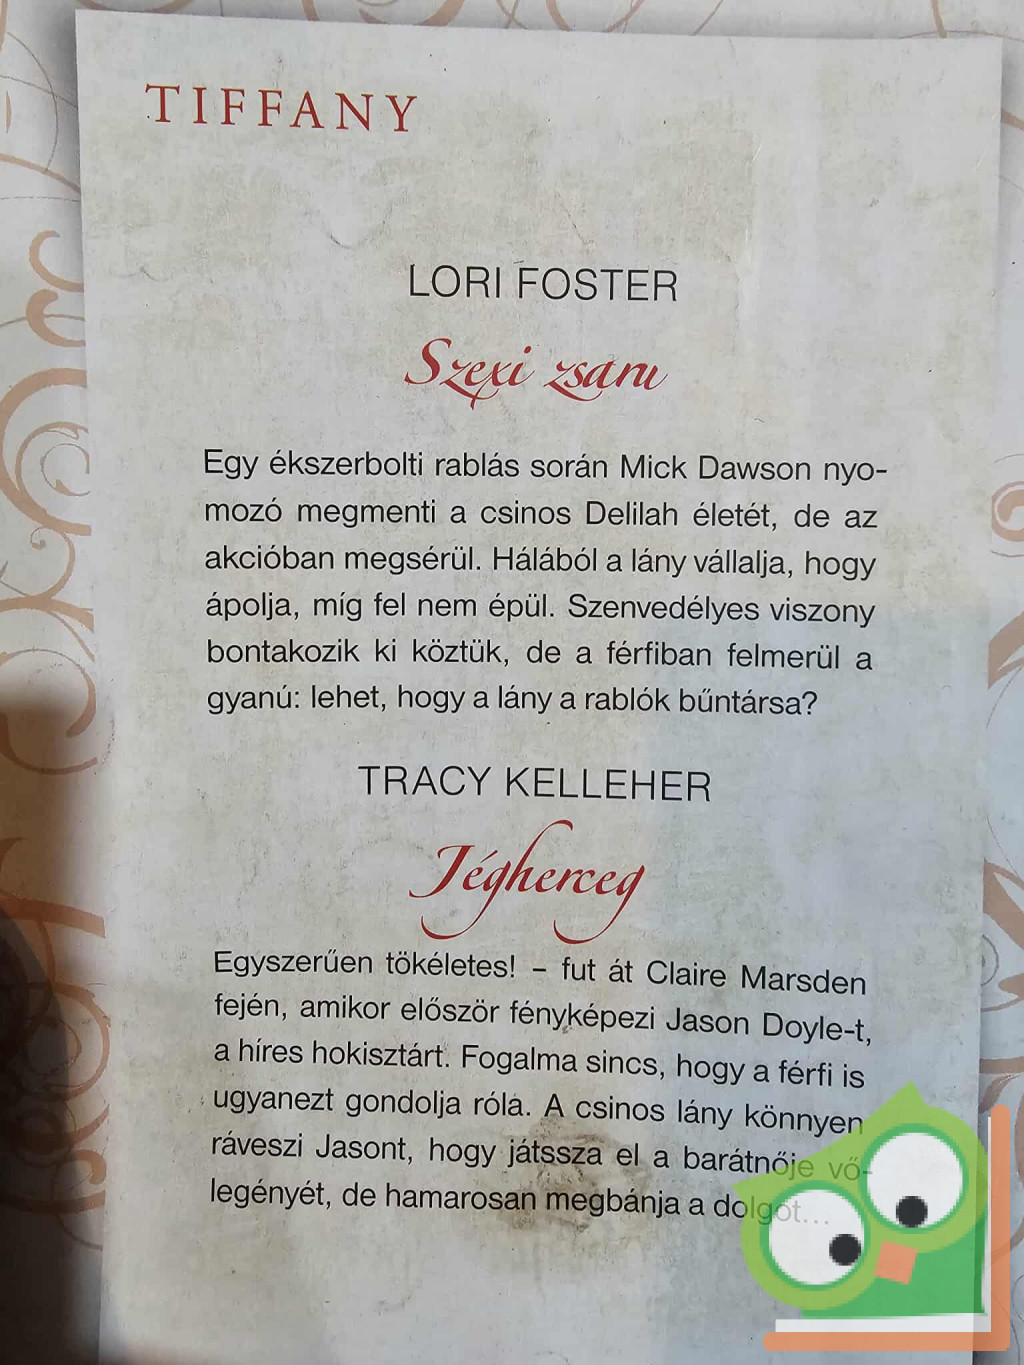 TIFFANY
LORI FOSTER
Szexi zsaru
Egy ékszerbolti rablás során Mick Dawson nyo-
mozó megmenti a csinos Delilah életét, de az
akcióban megsérül. Hálából a lány vállalja, hogy
ápolja, míg fel nem épül. Szenvedélyes viszony
bontakozik ki köztük, de a férfiban felmerül a
gyanú: lehet, hogy a lány a rablók bűntársa?
TRACY KELLEHER
Jégherceg
Egyszerűen tökéletes! – fut át Claire Marsden
fején, amikor először fényképezi Jason Doyle-t,
a híres hokisztárt. Fogalma sincs, hogy a férfi is
ugyanezt gondolja róla. A csinos lány könnyen
ráveszi Jasont, hogy játssza el a barátnője vő-
legényét, de hamarosan megbánja a dolgot...